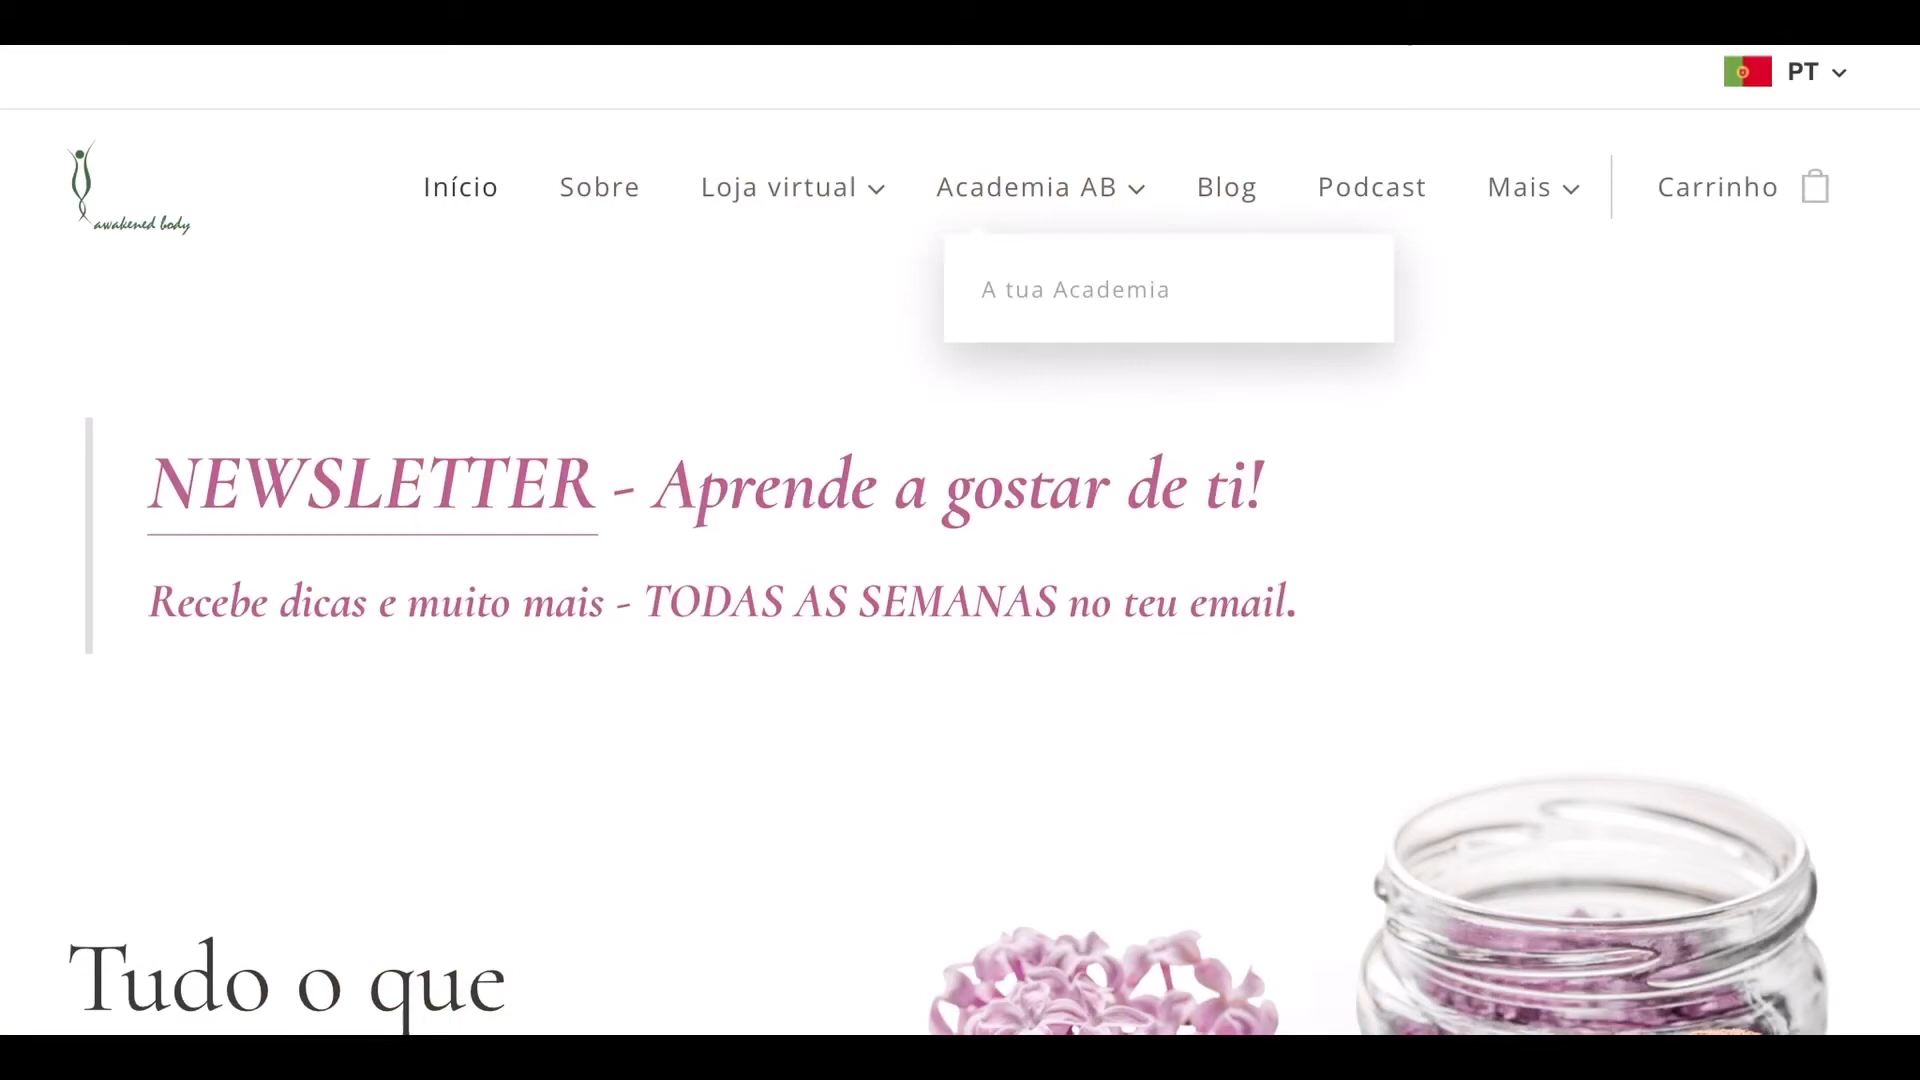 PT
awakened body
Início Sobre Loja virtual Academia AB Blog Podcast Mais Carrinho
A tua Academia
NEWSLETTER - Aprende a gostar de ti!
Recebe dicas e muito mais - TODAS AS SEMANAS no teu email.
Tudo o que